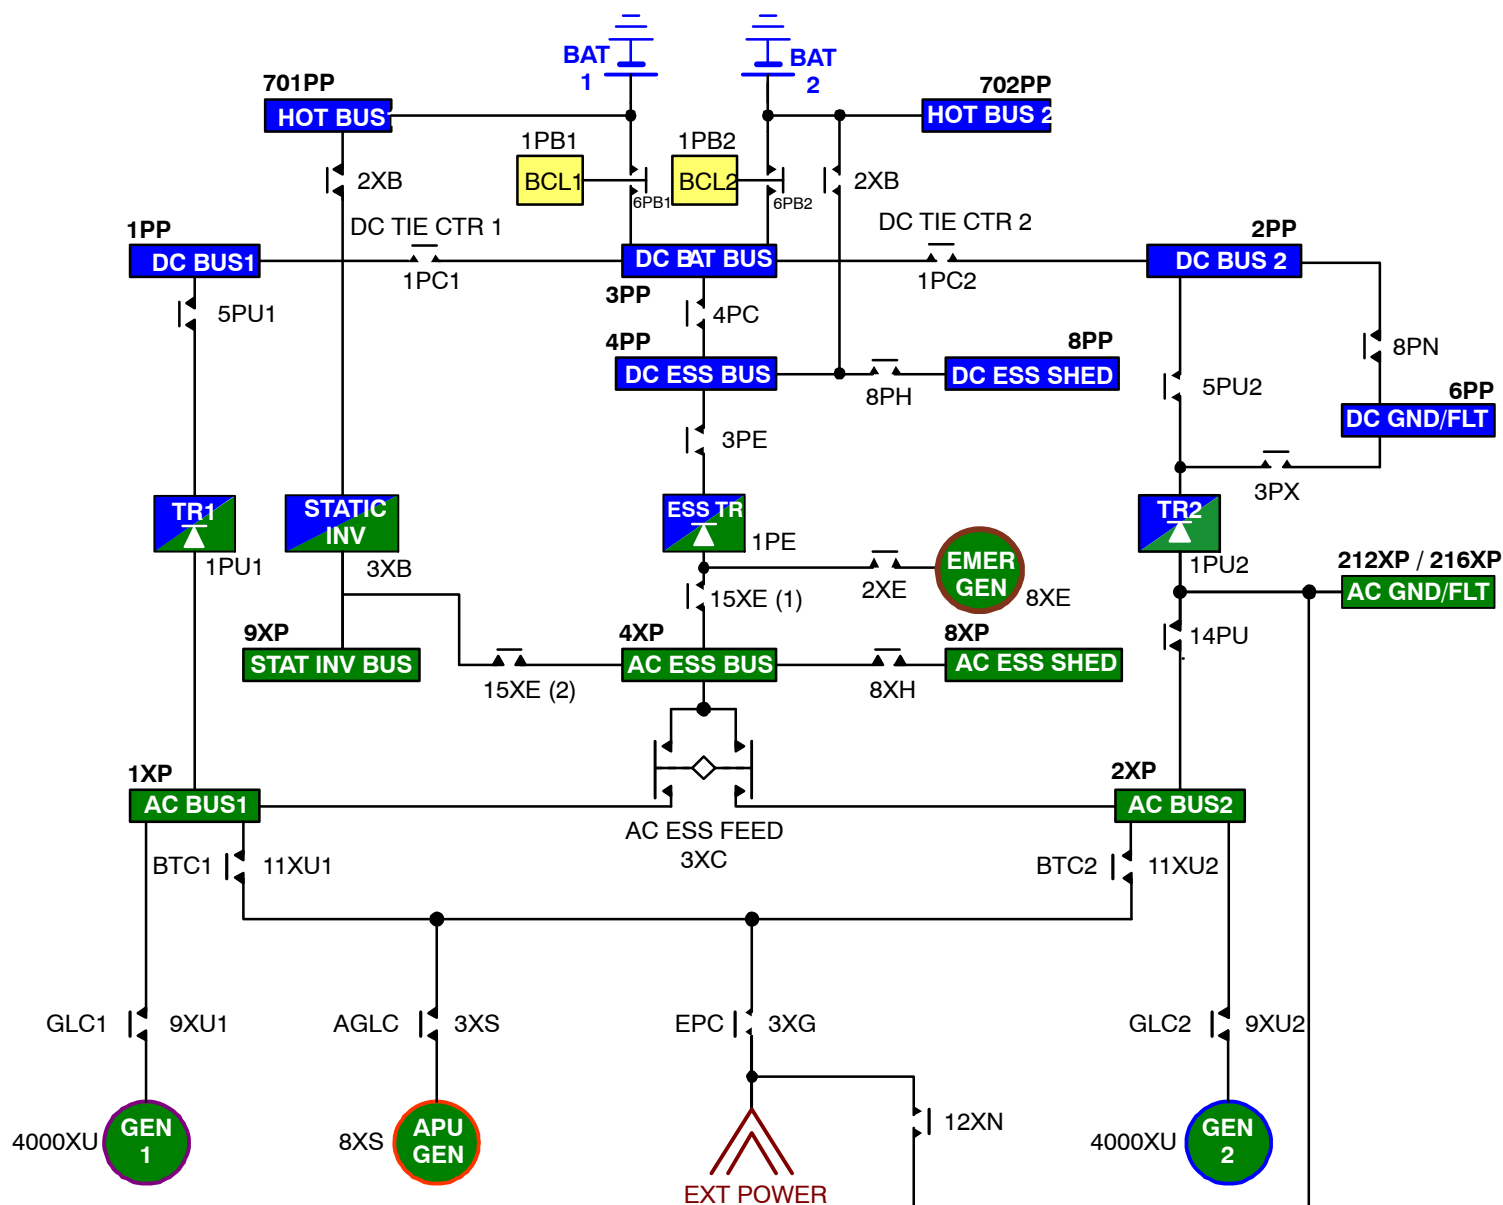 BAT
1
BAT
2
701PP
HOT BUS
702PP
HOT BUS 2
1PB1
BCL1
6PB1
1PB2
BCL2
6PB2
2XB
2XB
DC TIE CTR 1
1PC1
DC TIE CTR 2
1PC2
1PP
DC BUS1
DC BAT BUS
3PP
2PP
DC BUS 2
5PU1
4PC
4PP
DC ESS BUS
8PH
8PP
DC ESS SHED
8PN
5PU2
6PP
DC GND/FLT
3PE
3PX
TR1
1PU1
STATIC
INV
3XB
ESS TR
1PE
TR2
1PU2
EMER
GEN
8XE
2XE
15XE (1)
212XP / 216XP
AC GND/FLT
14PU
9XP
STAT INV BUS
15XE (2)
4XP
AC ESS BUS
8XH
8XP
AC ESS SHED
1XP
AC BUS1
AC ESS FEED
3XC
2XP
AC BUS2
BTC1
11XU1
BTC2
11XU2
GLC1
9XU1
AGLC
3XS
EPC
3XG
GLC2
9XU2
4000XU
GEN
1
8XS
APU
GEN
EXT POWER
12XN
4000XU
GEN
2